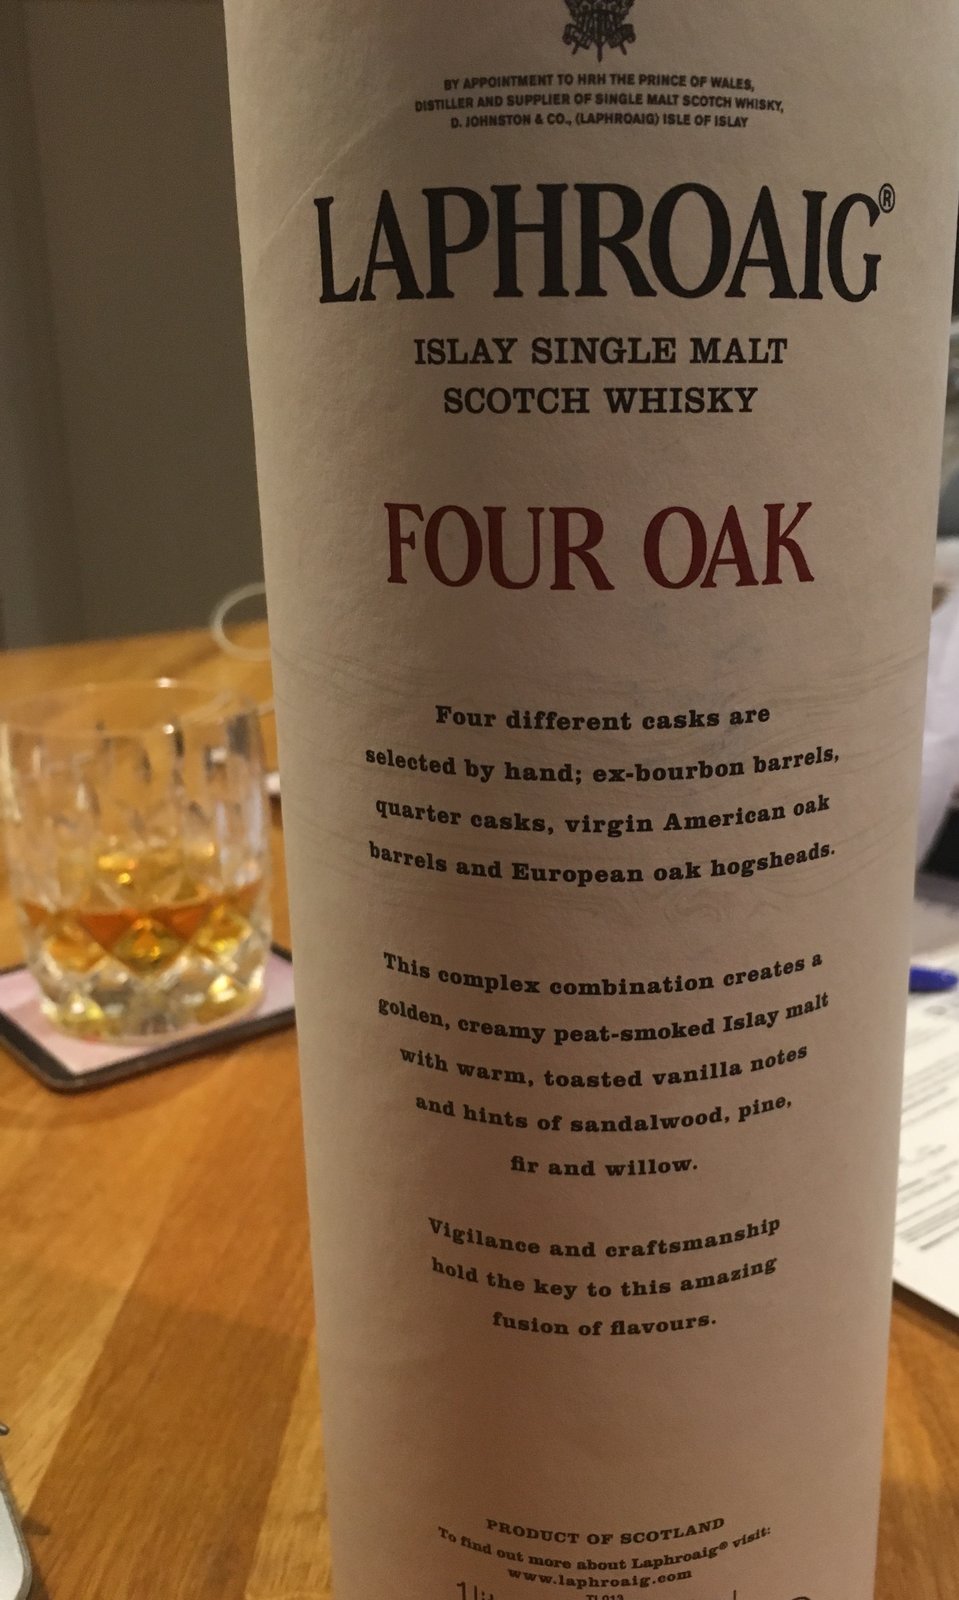 BY APPOINTMENT TO HRH THE PRINCE OF WALES,
DISTILLER AND SUPPLIER OF SINGLE MALT SCOTCH WHISKY,
D. JOHNSTON & CO., (LAPHROAIG) ISLE OF ISLAY
LAPHROAIG®
ISLAY SINGLE MALT
SCOTCH WHISKY
FOUR OAK
Four different casks are
selected by hand; ex-bourbon barrels,
quarter casks, virgin American oak
barrels and European oak hogsheads.
This complex combination creates a
golden, creamy peat-smoked Islay malt
with warm, toasted vanilla notes
and hints of sandalwood, pine,
fir and willow.
Vigilance and craftsmanship
hold the key to this amazing
fusion of flavours.
PRODUCT OF SCOTLAND
To find out more about Laphroaig® visit:
www.laphroaig.com